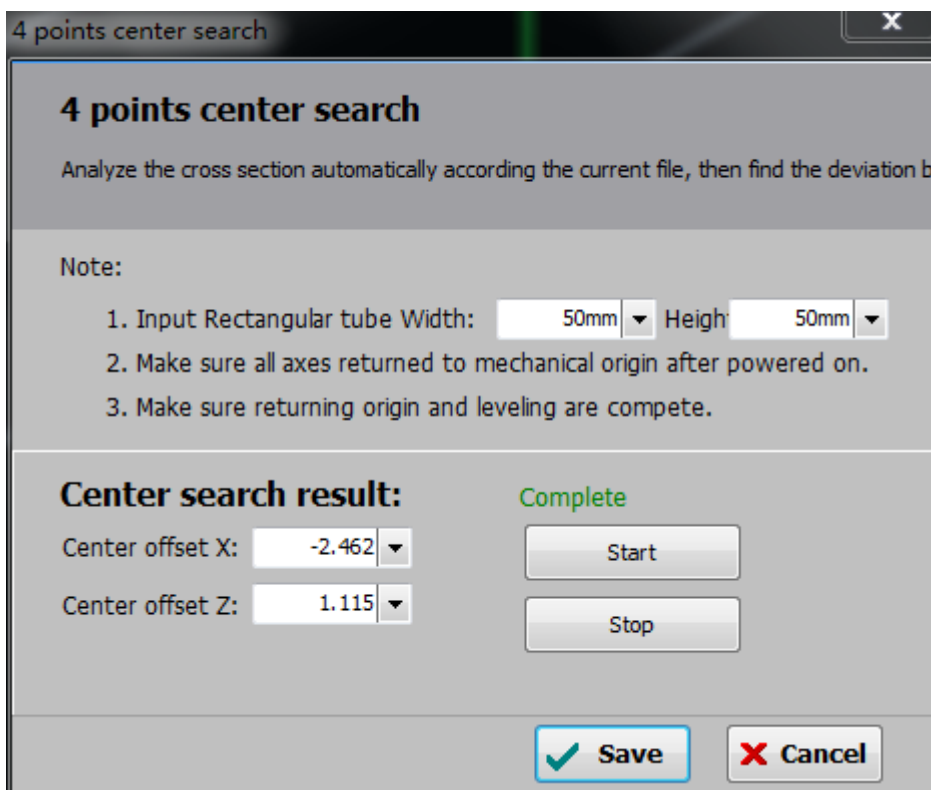 4 points center search
X
4 points center search
Analyze the cross section automatically according the current file, then find the deviation b
Note:
1. Input Rectangular tube Width: 50mm Heigh 50mm
2. Make sure all axes returned to mechanical origin after powered on.
3. Make sure returning origin and leveling are compete.
Center search result: Complete
Center offset X: -2.462 Start
Center offset Z: 1.115 Stop
Save Cancel